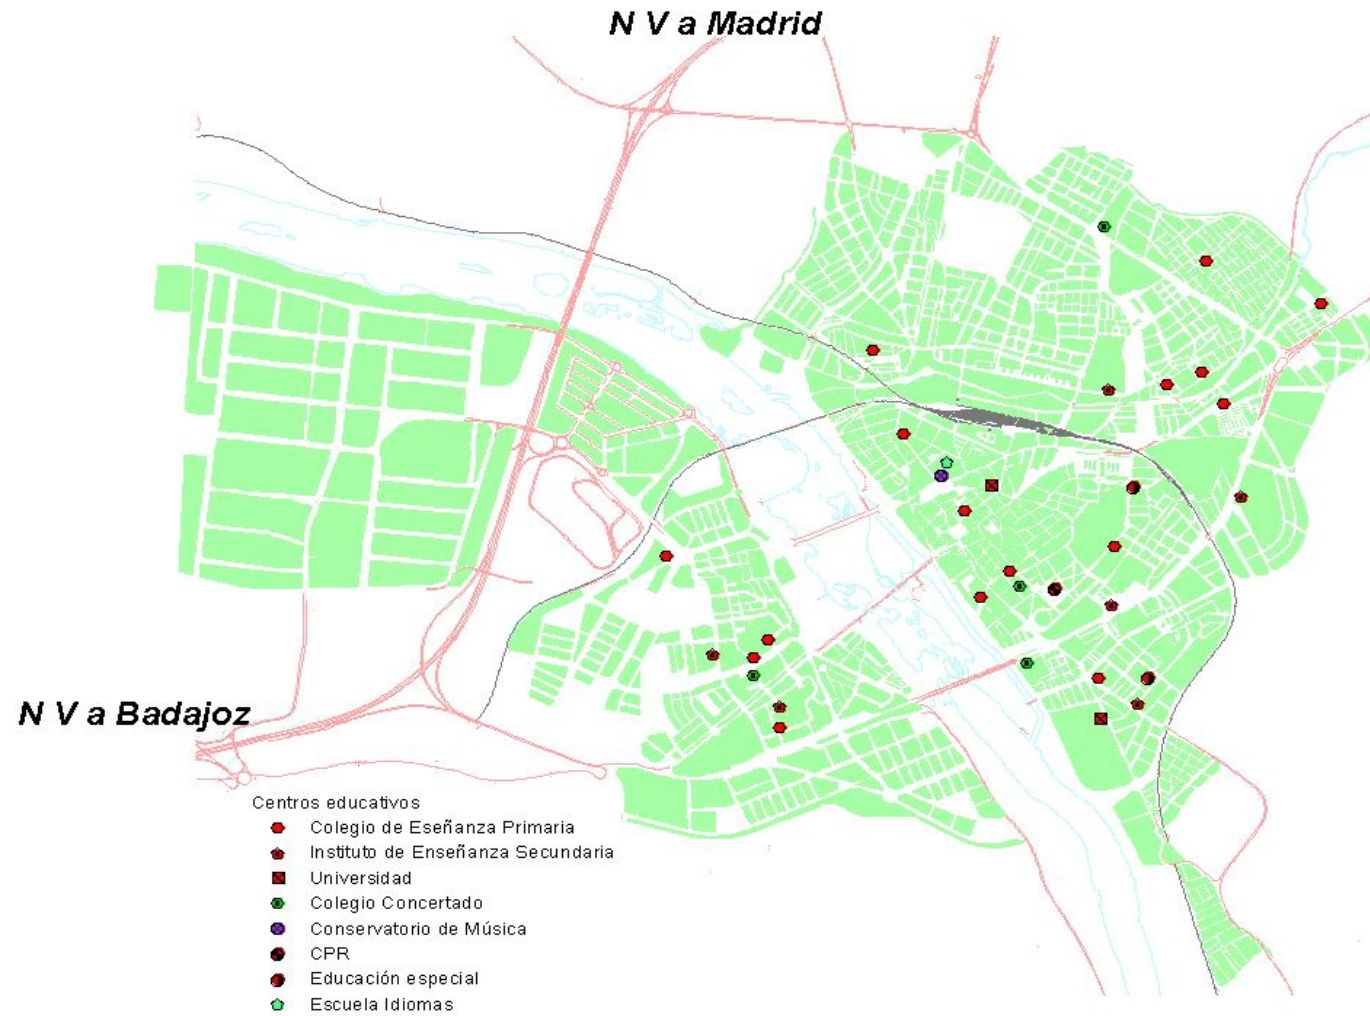 N V a Madrid
N V a Badajoz
Centros educativos
Colegio de Eseñanza Primaria
Instituto de Enseñanza Secundaria
Universidad
Colegio Concertado
Conservatorio de Música
CPR
Educación especial
Escuela Idiomas